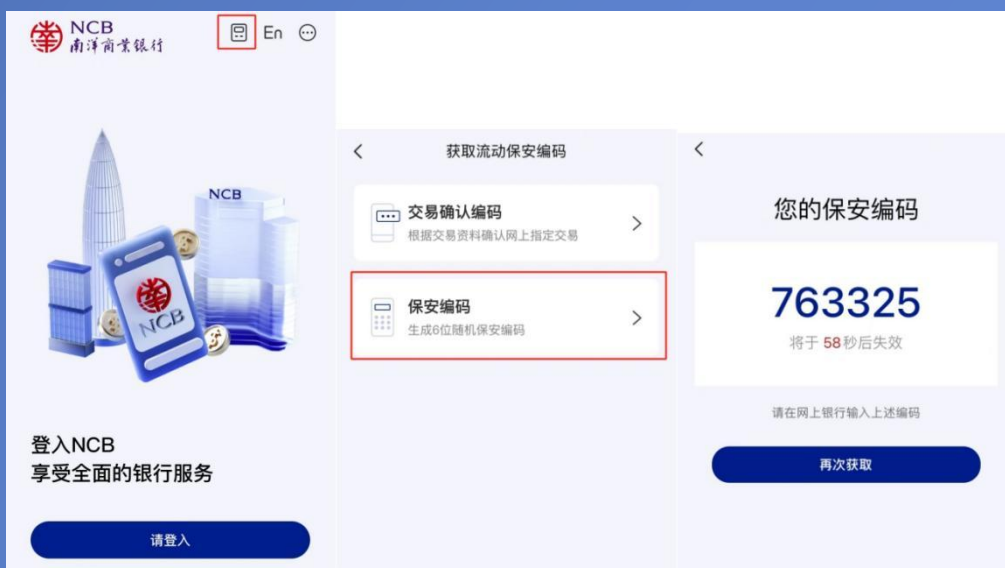 NCB
南洋商業銀行
En
NCB
NCB
登入NCB
享受全面的银行服务
请登入
获取流动保安编码
交易确认编码
根据交易资料确认网上指定交易
保安编码
生成6位随机保安编码
您的保安编码
763325
将于 58秒后失效
请在网上银行输入上述编码
再次获取